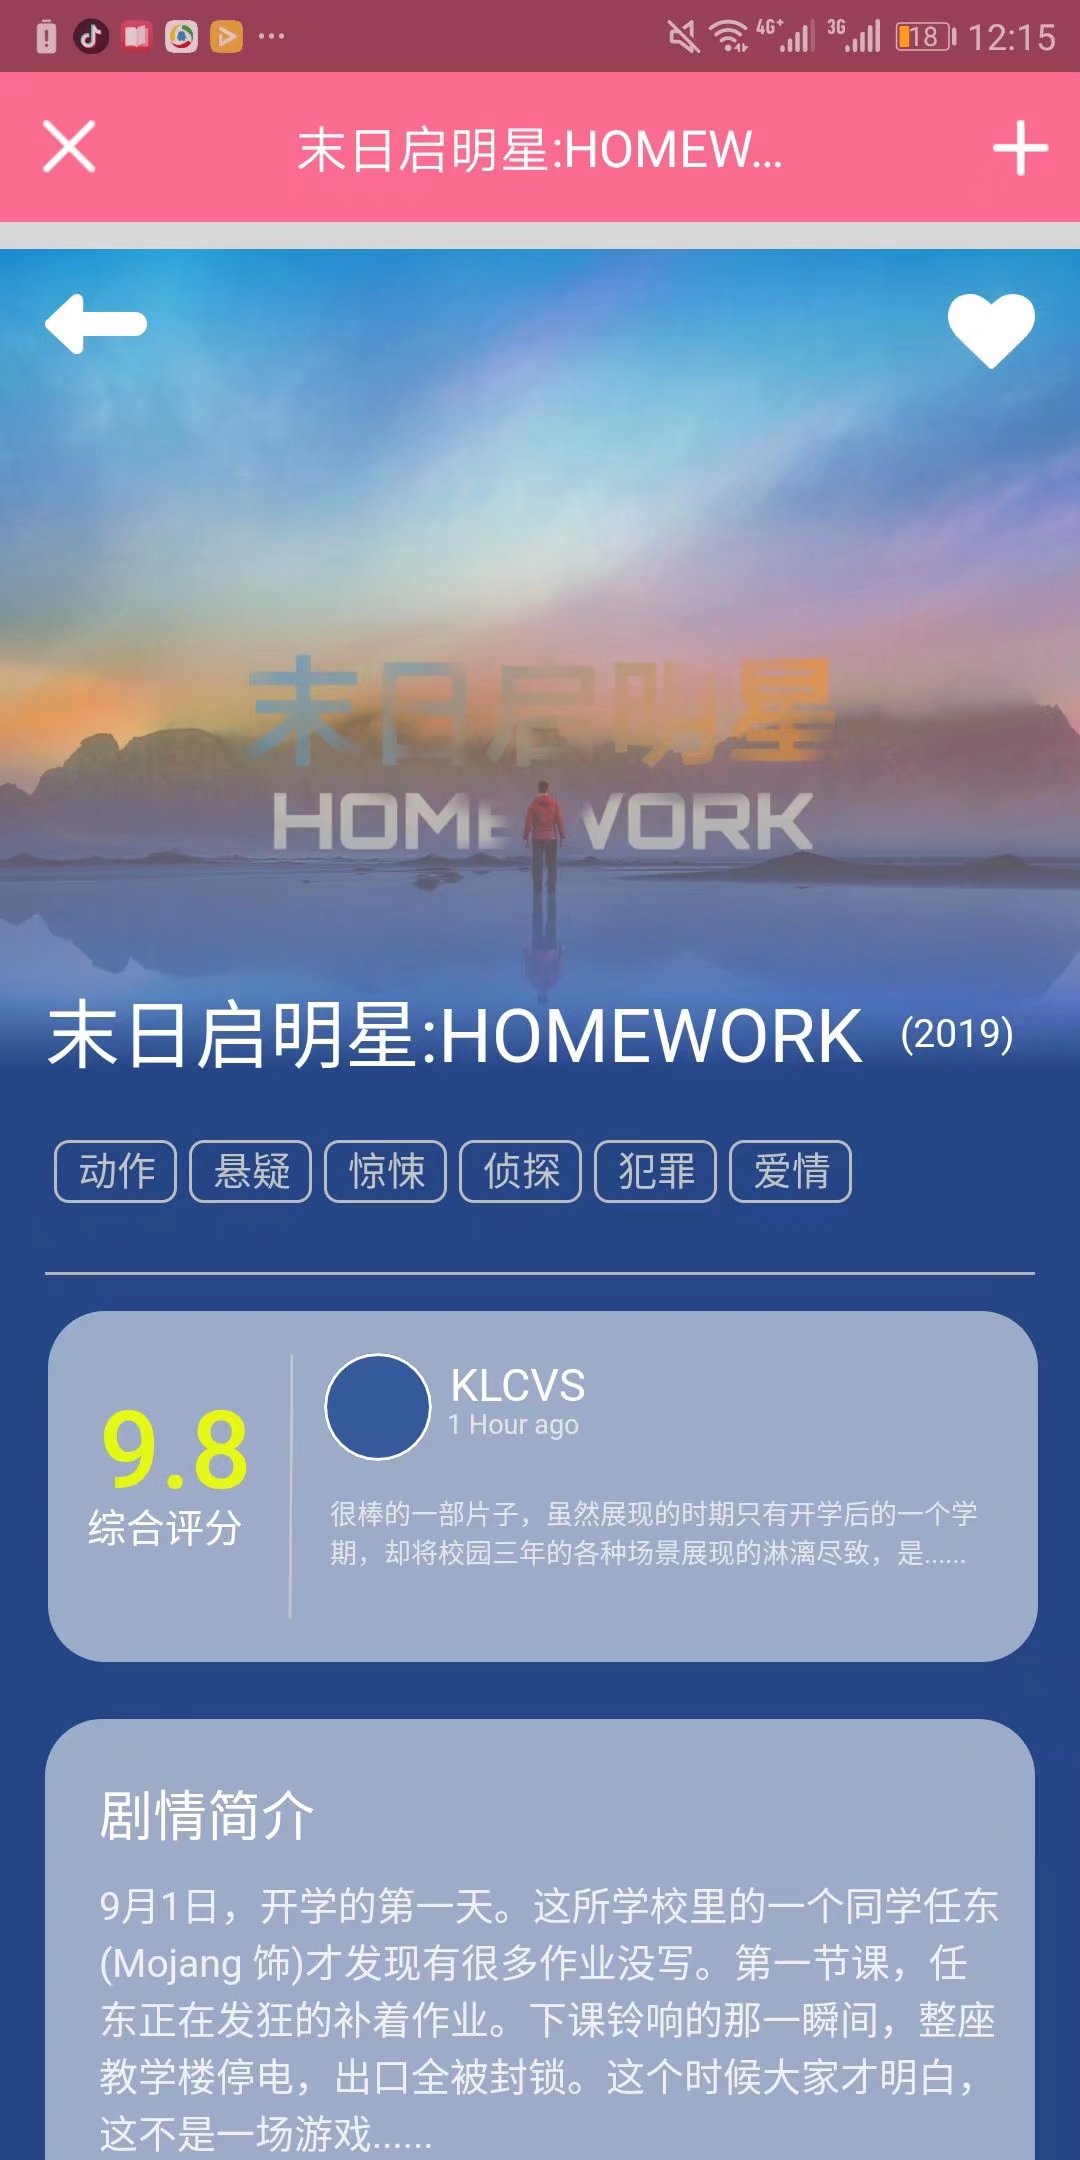 4G+ 3G 18 12:15
末日启明星:HOMEW...
末日启明星
HOMEWORK
末日启明星:HOMEWORK (2019)
动作 悬疑 惊悚 侦探 犯罪 爱情
KLCVS
1 Hour ago
9.8
综合评分
很棒的一部片子，虽然展现的时期只有开学后的一个学
期，却将校园三年的各种场景展现的淋漓尽致，是......
剧情简介
9月1日，开学的第一天。这所学校里的一个同学任东
(Mojang 饰)才发现有很多作业没写。第一节课，任
东正在发狂的补着作业。下课铃响的那一瞬间，整座
教学楼停电，出口全被封锁。这个时候大家才明白，
这不是一场游戏......